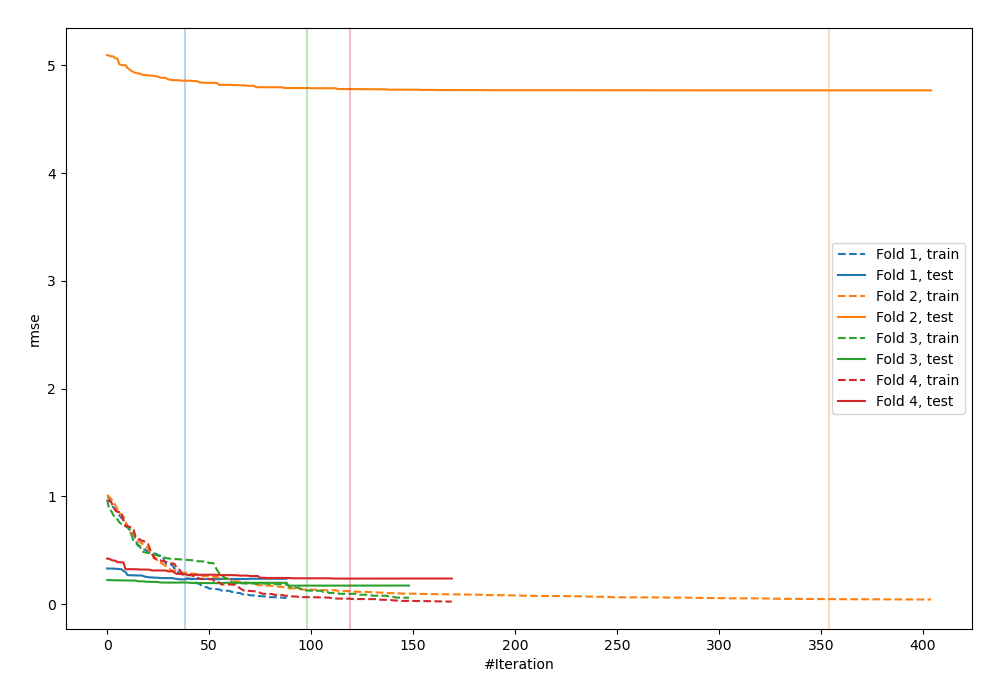 5
4
3
2
1
0
rmse
0 50 100 150 200 250 300 350 400
#Iteration
Fold 1, train
Fold 1, test
Fold 2, train
Fold 2, test
Fold 3, train
Fold 3, test
Fold 4, train
Fold 4, test